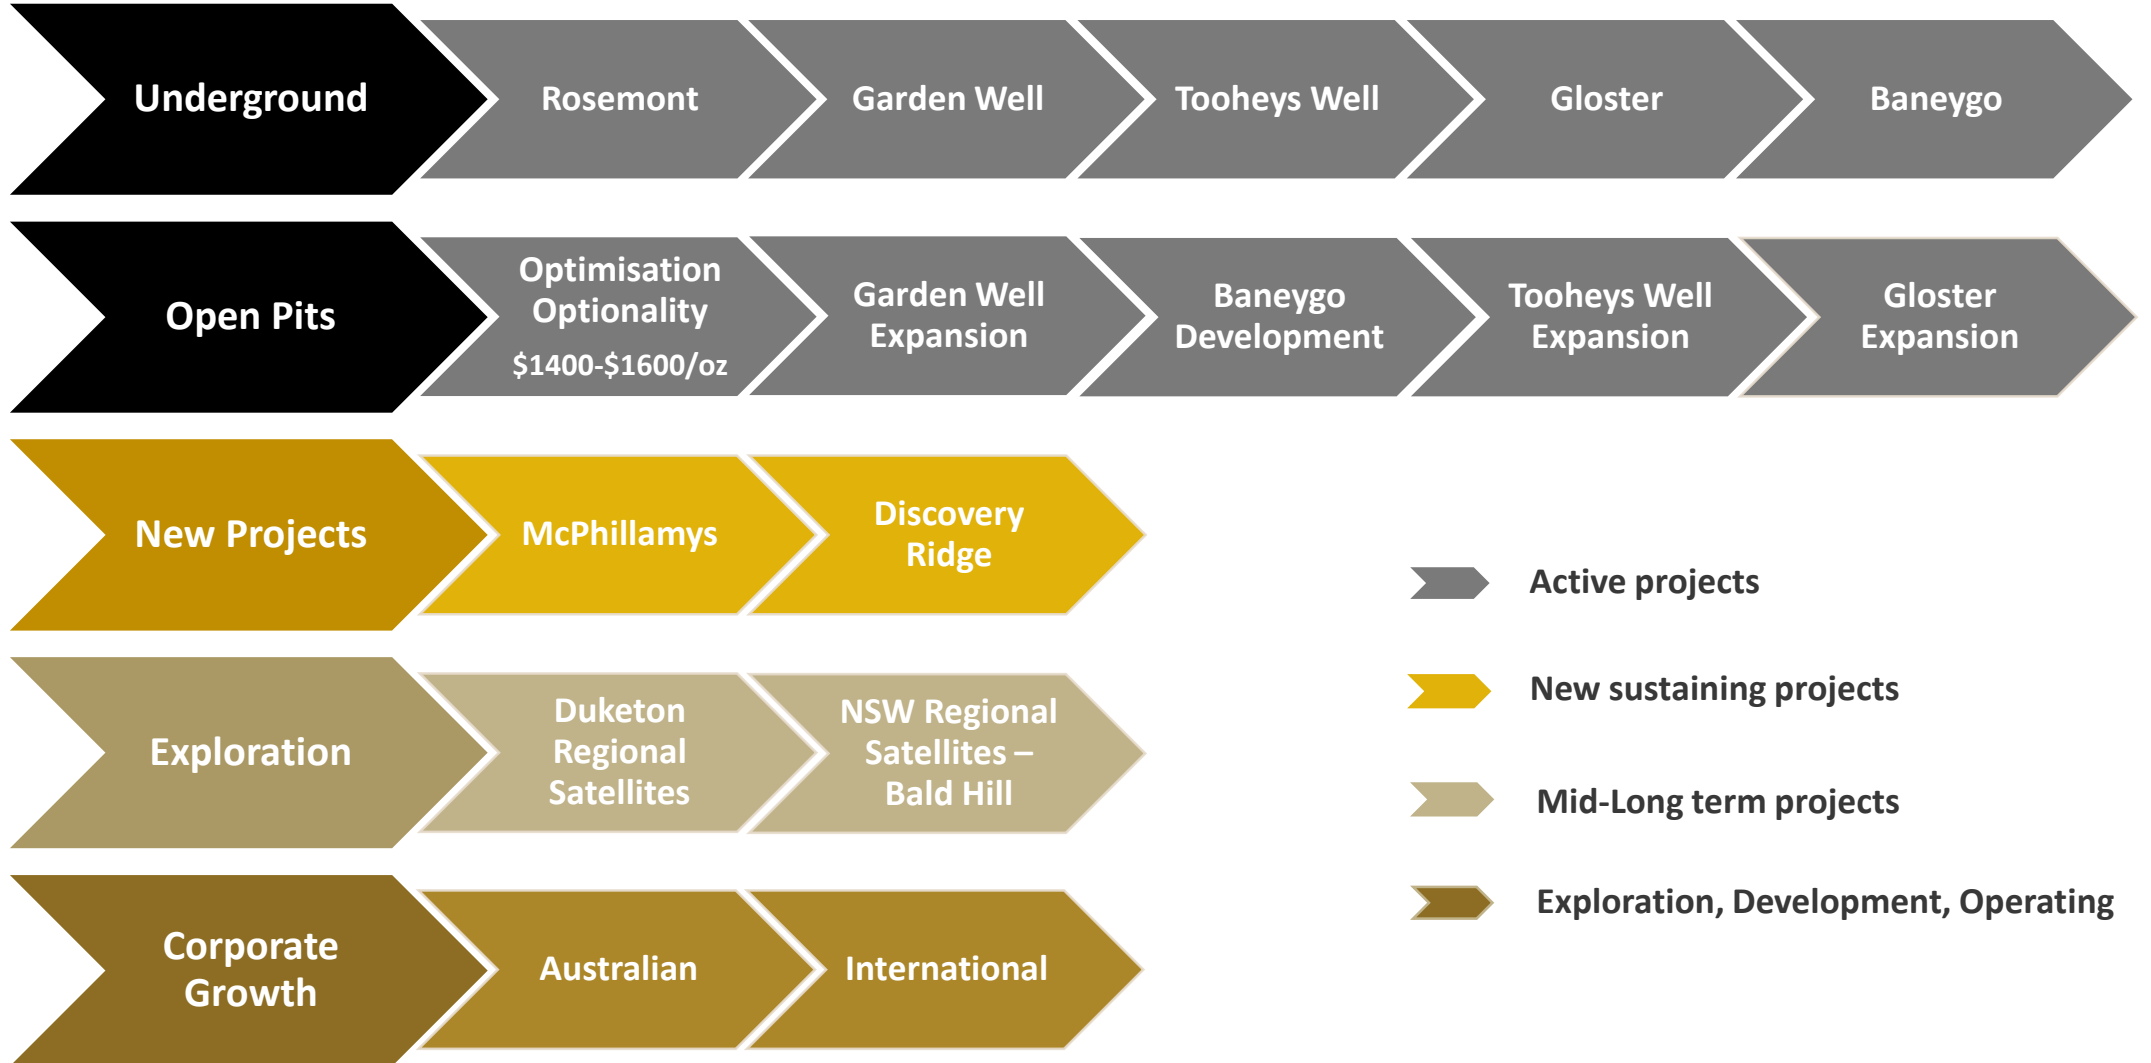 Underground
Rosemont
Garden Well
Tooheys Well
Gloster
Baneygo
Open Pits
Optimisation
Optionality
$1400-$1600/oz
Garden Well
Expansion
Baneygo
Development
Tooheys Well
Expansion
Gloster
Expansion
New Projects
McPhillamys
Discovery
Ridge
Exploration
Duketon
Regional
Satellites
NSW Regional
Satellites –
Bald Hill
Corporate
Growth
Australian
International
Active projects
New sustaining projects
Mid-Long term projects
Exploration, Development, Operating